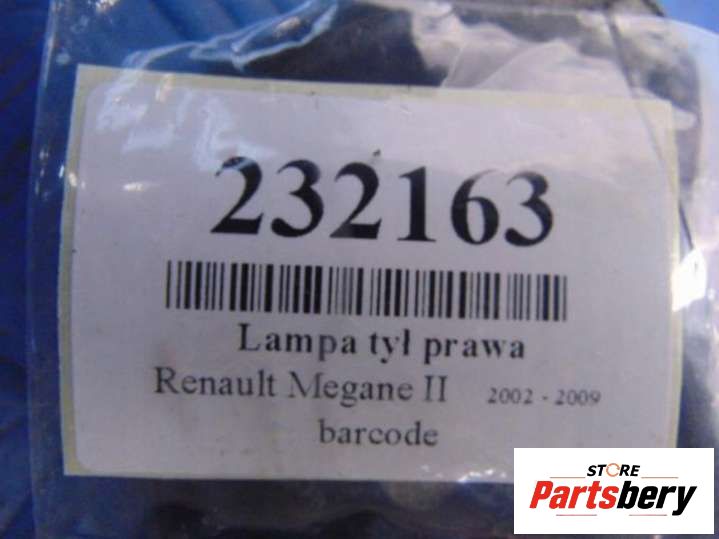 232163
Lampa tył prawa
Renault Megane II 2002 - 2009
barcode
STORE
Partsbery